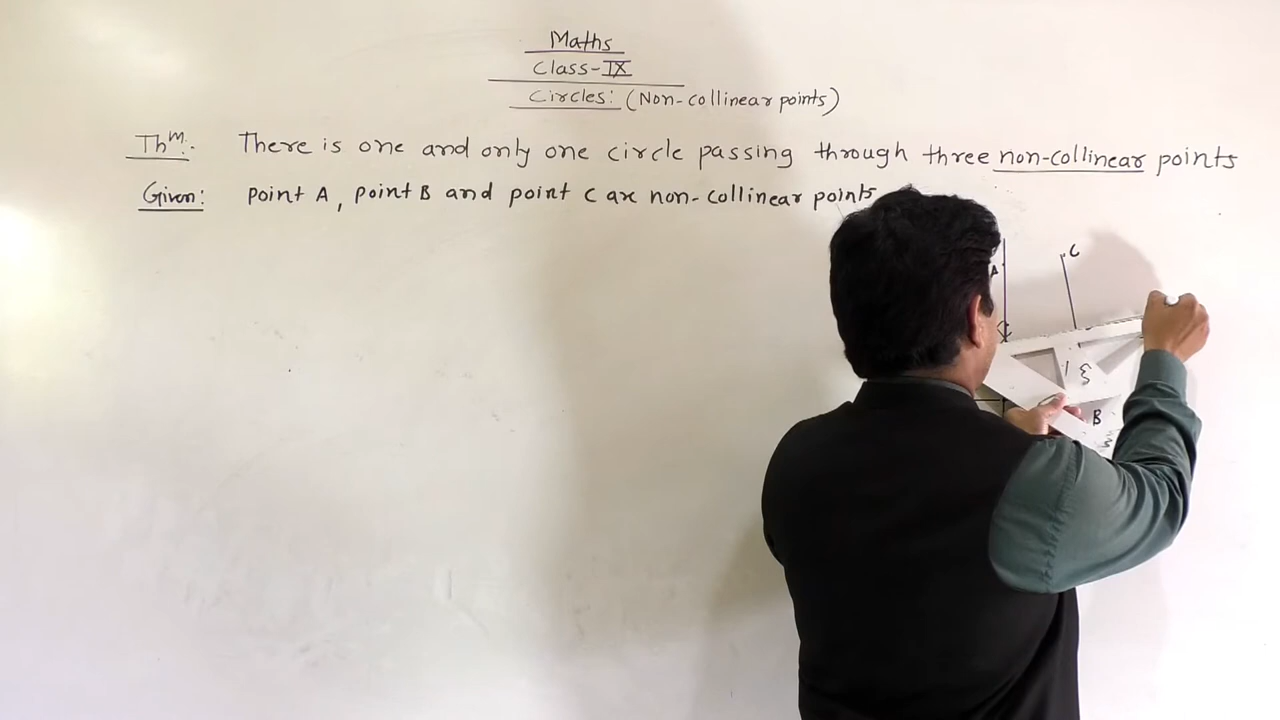 Maths
Class-IX
Circles: (Non-collinear points)
Thm:- There is one and only one circle passing through three non-collinear points
Given: Point A, point B and point C are non-collinear points
A
C
B